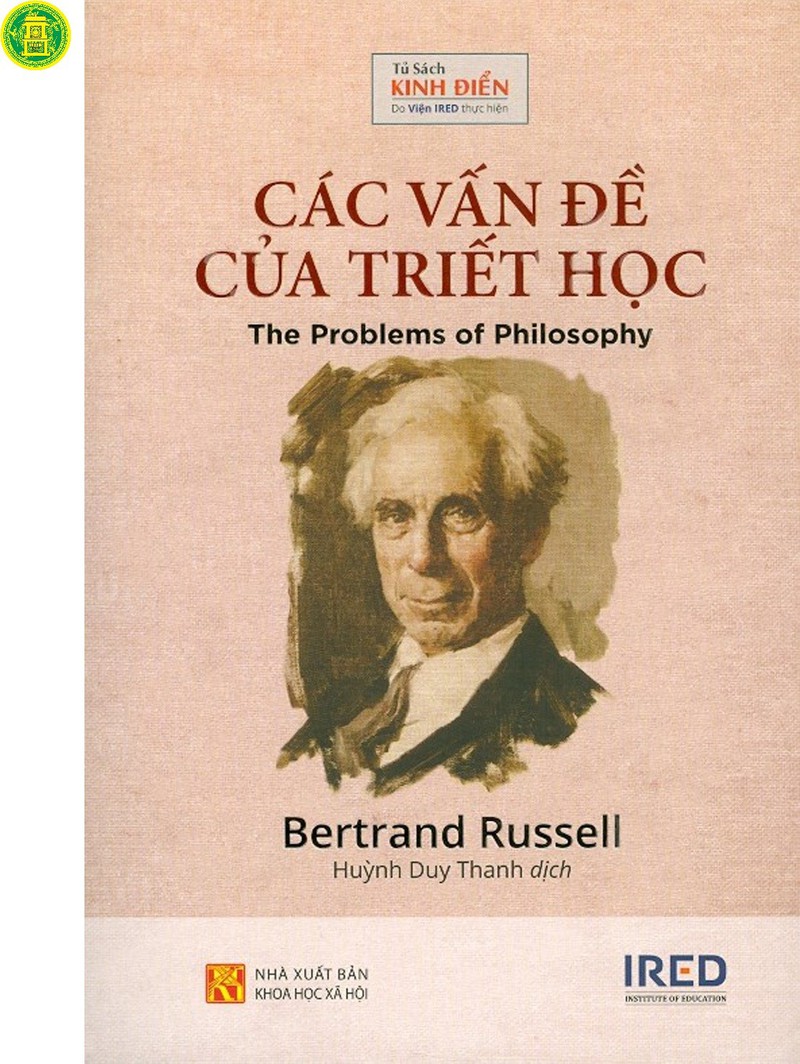 Tủ Sách
KINH ĐIỂN
Do Viện IRED thực hiện
CÁC VẤN ĐỀ
CỦA TRIẾT HỌC
The Problems of Philosophy
Bertrand Russell
Huỳnh Duy Thanh dịch
NHÀ XUẤT BẢN
KHOA HỌC XÃ HỘI
IRED
INSTITUTE OF EDUCATION